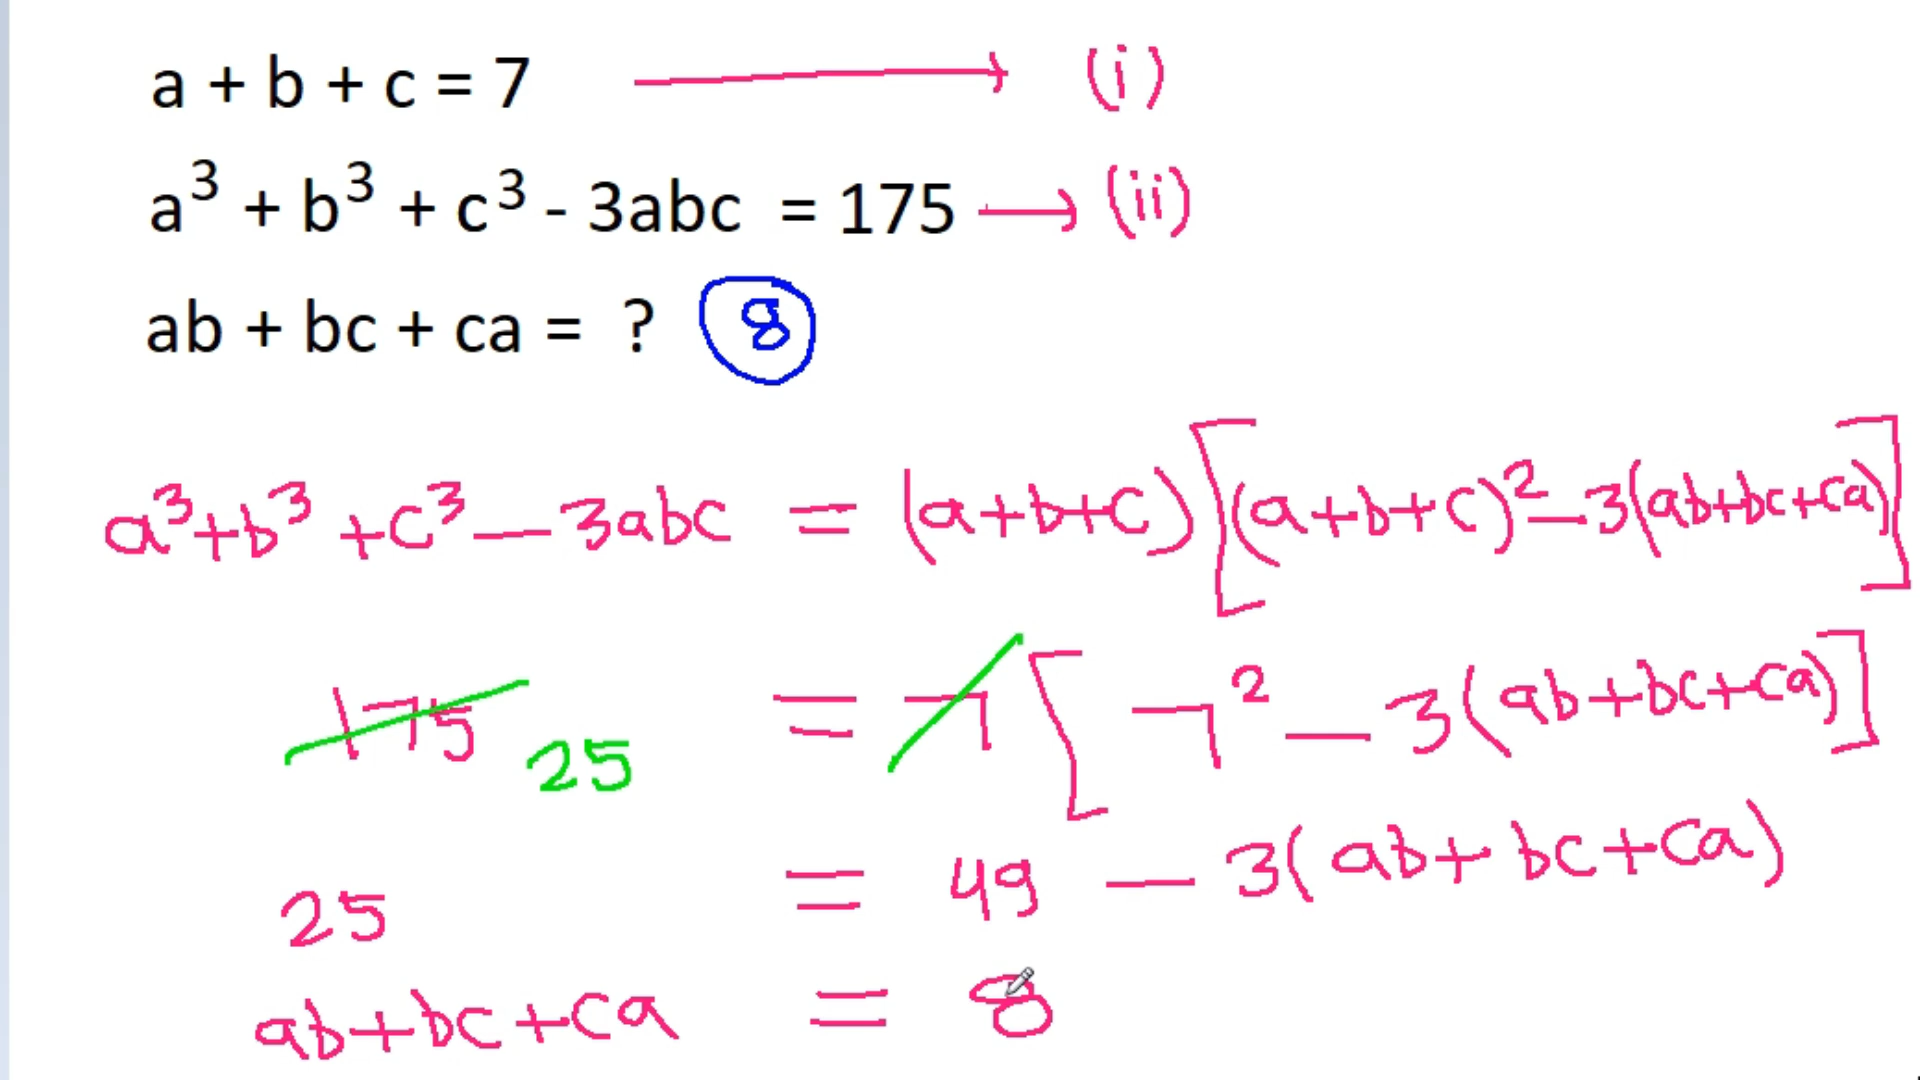 a + b + c = 7 → (i)
a³ + b³ + c³ - 3abc = 175 → (ii)
ab + bc + ca = ? 8
a³+b³+c³-3abc = (a+b+c)[(a+b+c)²-3(ab+bc+ca)]
175 25 = 7[7²-3(ab+bc+ca)]
25 = 49 - 3(ab+bc+ca)
ab+bc+ca = 8